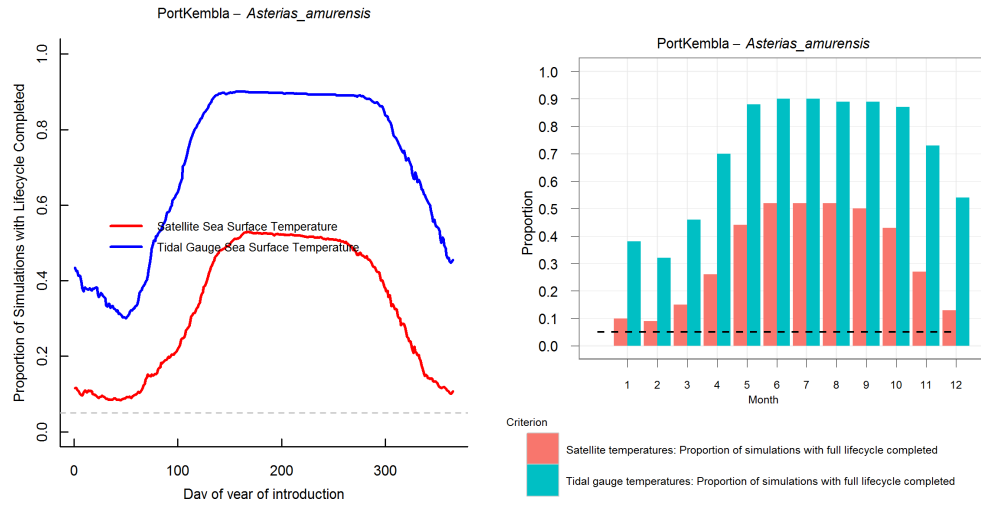 PortKembla – Asterias_amurensis
Proportion of Simulations with Lifecycle Completed
1.0
0.8
0.6
0.4
0.2
0.0
Satellite Sea Surface Temperature
Tidal Gauge Sea Surface Temperature
0 100 200 300
Day of year of introduction
PortKembla – Asterias_amurensis
Proportion
1.0
0.9
0.8
0.7
0.6
0.5
0.4
0.3
0.2
0.1
0.0
1 2 3 4 5 6 7 8 9 10 11 12
Month
Criterion
Satellite temperatures: Proportion of simulations with full lifecycle completed
Tidal gauge temperatures: Proportion of simulations with full lifecycle completed